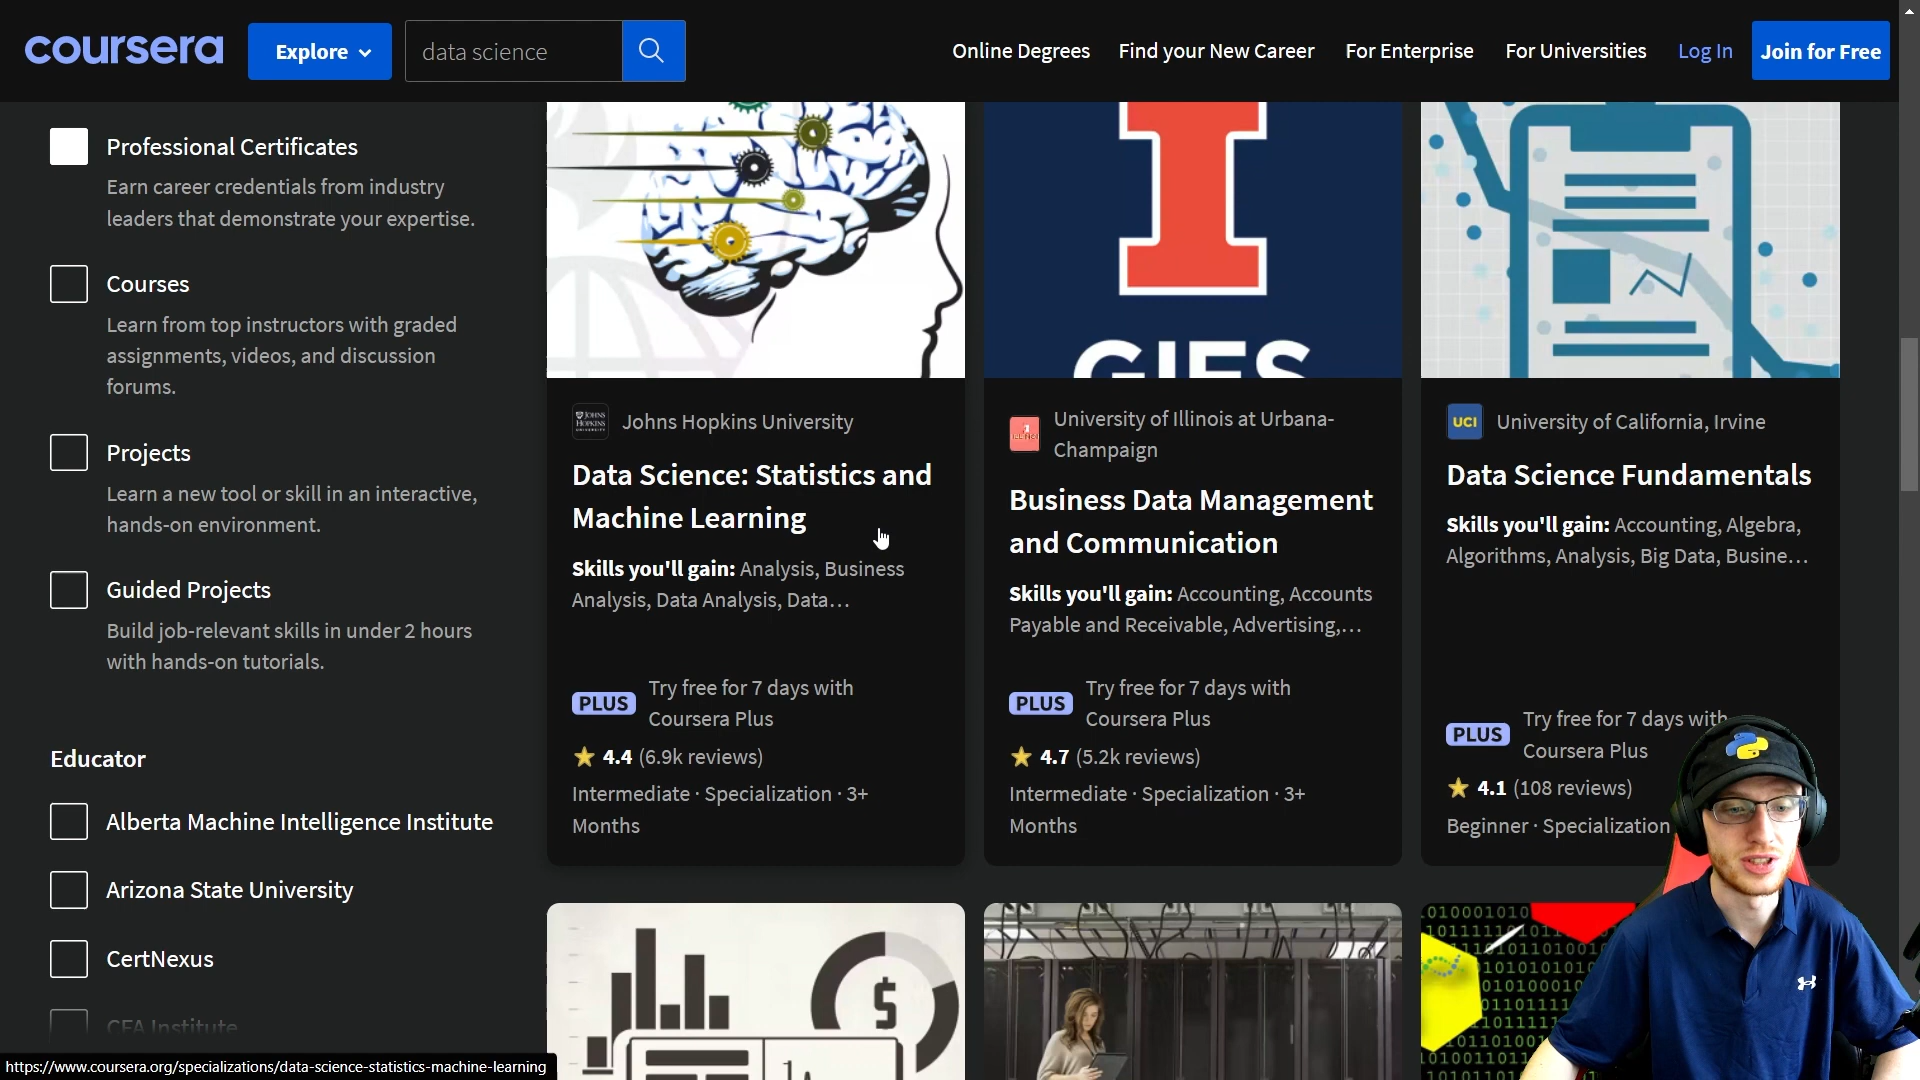 coursera
Explore
data science
Online Degrees
Find your New Career
For Enterprise
For Universities
Log In
Join for Free
Professional Certificates
Earn career credentials from industry
leaders that demonstrate your expertise.
Courses
Learn from top instructors with graded
assignments, videos, and discussion
forums.
Projects
Learn a new tool or skill in an interactive,
hands-on environment.
Guided Projects
Build job-relevant skills in under 2 hours
with hands-on tutorials.
Educator
Alberta Machine Intelligence Institute
Arizona State University
CertNexus
CFA Institute
JOHNS
HOPKINS
UNIVERSITY
Johns Hopkins University
Data Science: Statistics and
Machine Learning
Skills you'll gain: Analysis, Business
Analysis, Data Analysis, Data…
PLUS
Try free for 7 days with
Coursera Plus
4.4 (6.9k reviews)
Intermediate · Specialization · 3+
Months
I
GIES
University of Illinois at Urbana-
Champaign
Business Data Management
and Communication
Skills you'll gain: Accounting, Accounts
Payable and Receivable, Advertising,…
PLUS
Try free for 7 days with
Coursera Plus
4.7 (5.2k reviews)
Intermediate · Specialization · 3+
Months
UCI
University of California, Irvine
Data Science Fundamentals
Skills you'll gain: Accounting, Algebra,
Algorithms, Analysis, Big Data, Busine…
PLUS
Try free for 7 days with
Coursera Plus
4.1 (108 reviews)
Beginner · Specialization
$
https://www.coursera.org/specializations/data-science-statistics-machine-learning